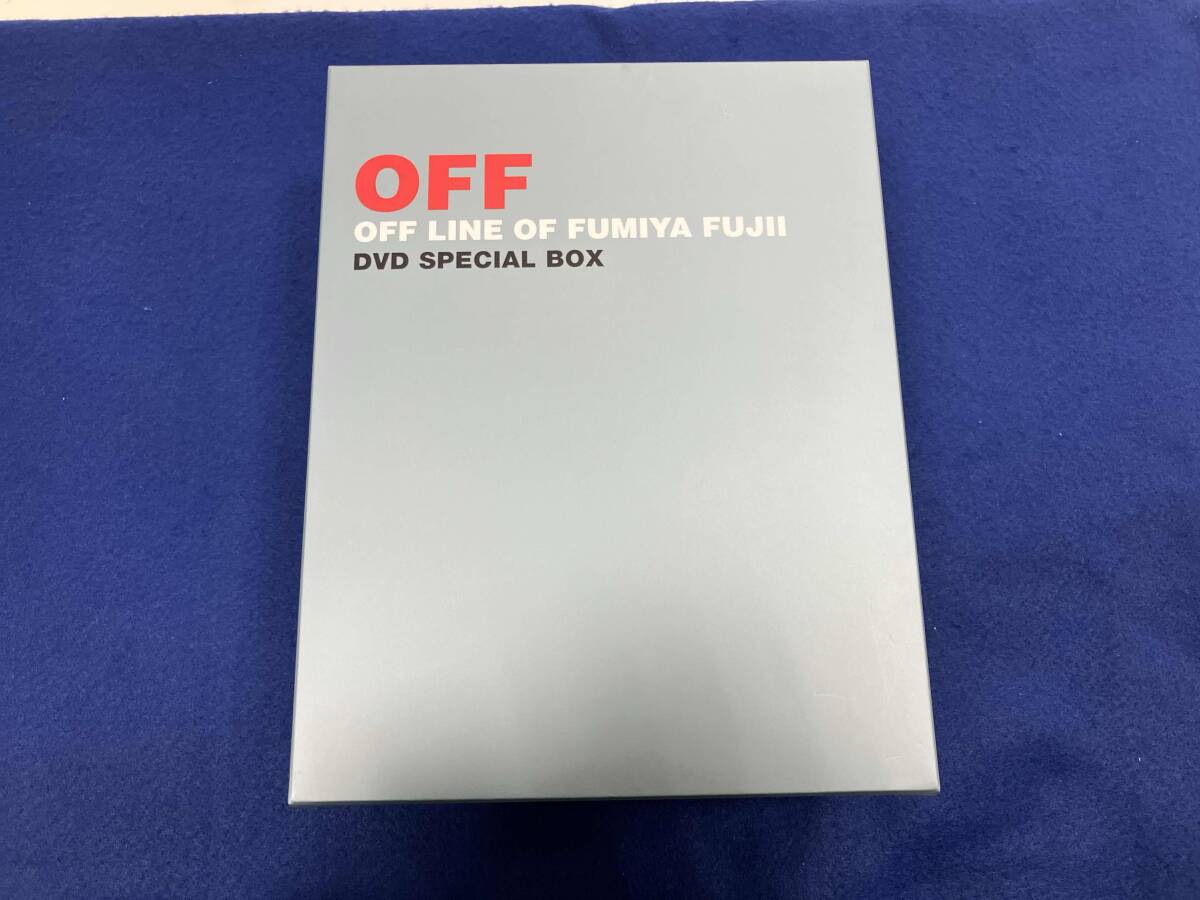 OFF
OFF LINE OF FUMIYA FUJII
DVD SPECIAL BOX